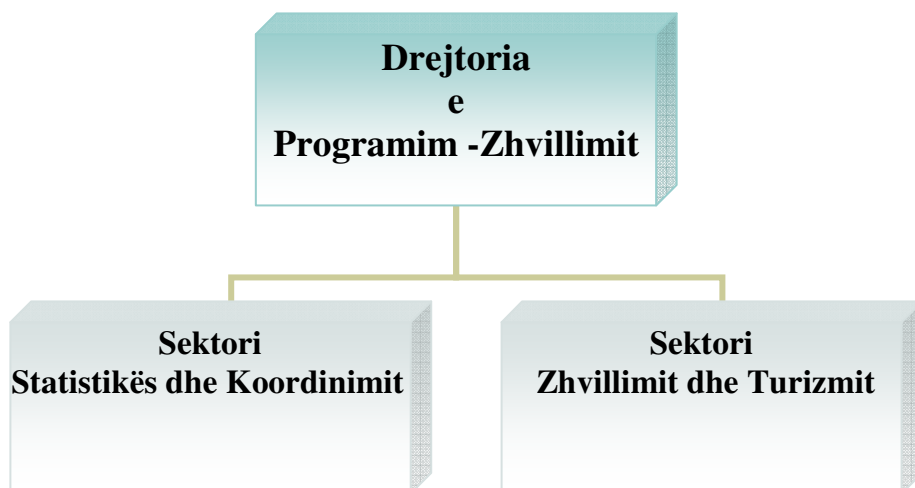 Drejtoria
e
Programim -Zhvillimit
Sektori
Statistikës dhe Koordinimit
Sektori
Zhvillimit dhe Turizmit